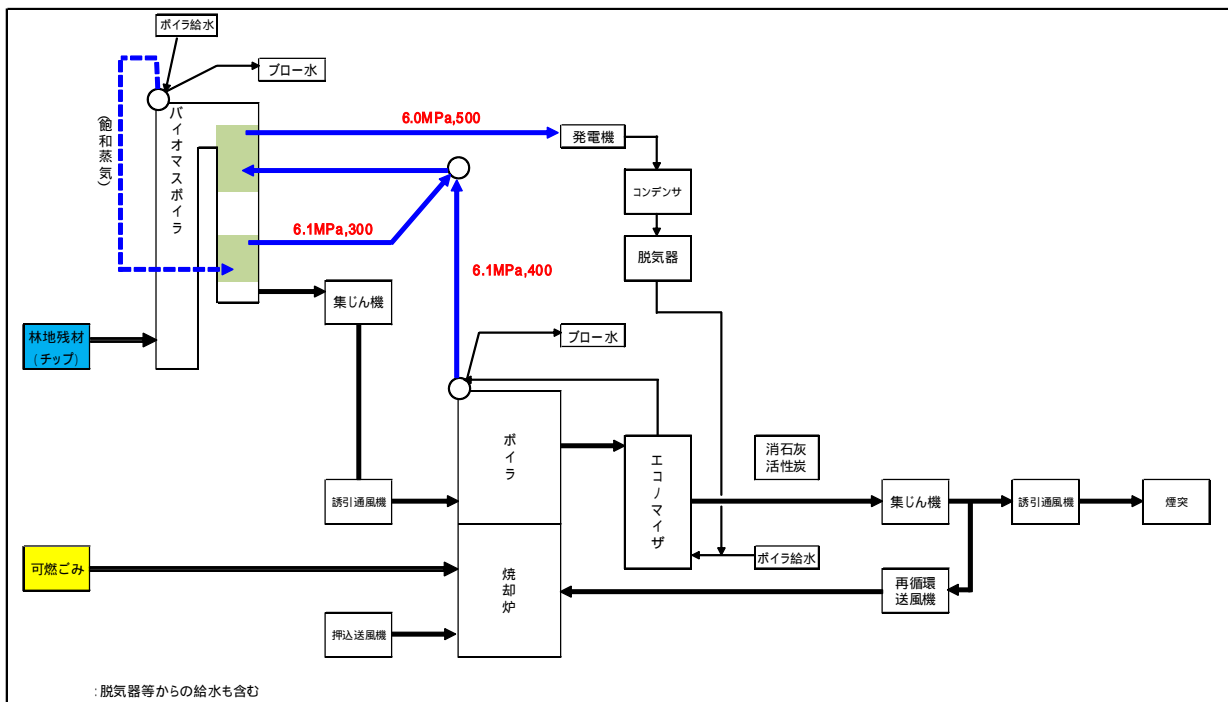 ボイラ給水
ブロー水
バイオマスボイラ
(飽和蒸気)
6.0MPa,500
発電機
コンデンサ
脱気器
6.1MPa,300
6.1MPa,400
集じん機
林地残材
(チップ)
ブロー水
ボイラ
エコノマイザ
消石灰
活性炭
誘引通風機
集じん機
誘引通風機
煙突
可燃ごみ
焼却炉
ボイラ給水
再循環
送風機
押込送風機
:脱気器等からの給水も含む